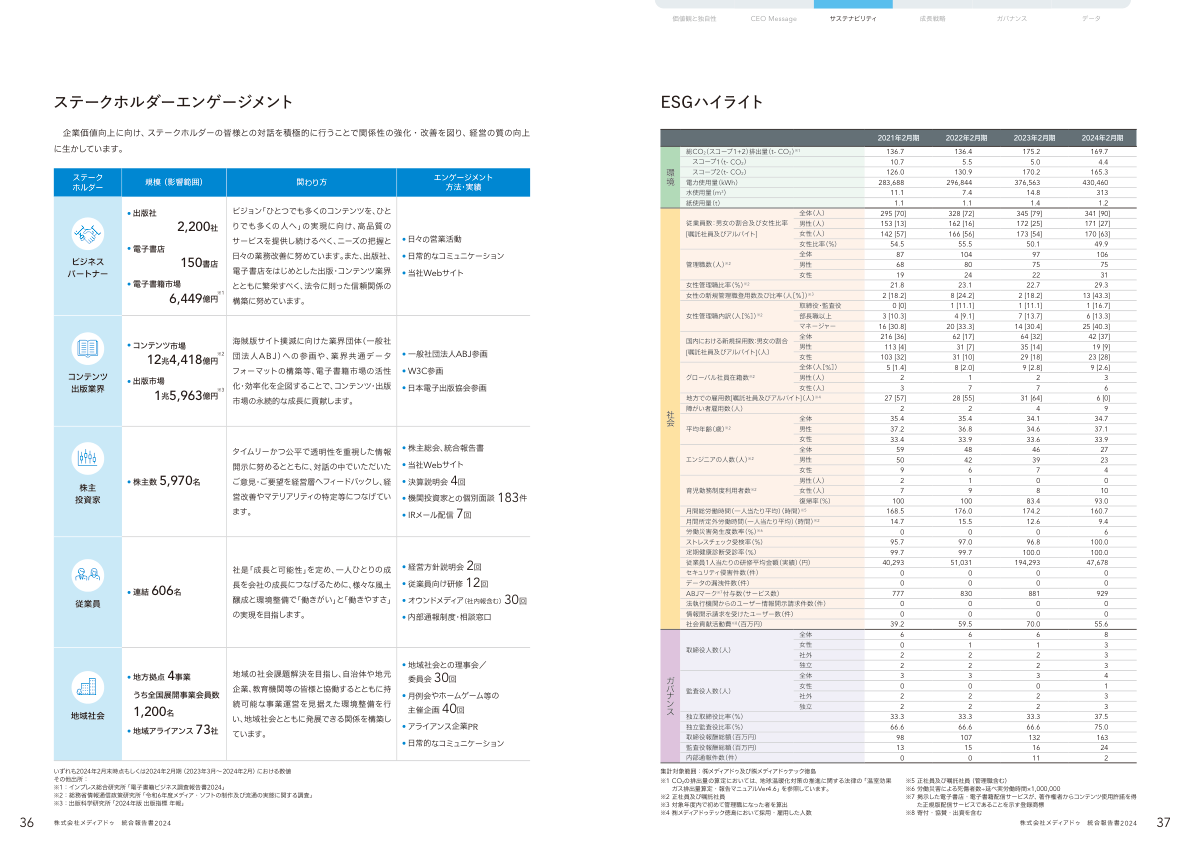 価値観と独自性 CEO Message サステナビリティ 成長戦略 ガバナンス データ
ステークホルダーエンゲージメント
企業価値向上に向け、ステークホルダーの皆様との対話を積極的に行うことで関係性の強化・改善を図り、経営の質の向上
に生かしています。
ステーク
ホルダー
規模（影響範囲）
関わり方
エンゲージメント
方法・実績
ビジネス
パートナー
• 出版社
2,200社
• 電子書店
150書店
• 電子書籍市場
6,449億円※1
ビジョン「ひとつでも多くのコンテンツを、ひと
りでも多くの人へ」の実現に向け、高品質の
サービスを提供し続けるべく、ニーズの把握と
日々の業務改善に努めています。また、出版社、
電子書店をはじめとした出版・コンテンツ業界
とともに繁栄すべく、法令に則った信頼関係の
構築に努めています。
• 日々の営業活動
• 日常的なコミュニケーション
• 当社Webサイト
コンテンツ
出版業界
• コンテンツ市場
12兆4,418億円※2
• 出版市場
1兆5,963億円※3
海賊版サイト撲滅に向けた業界団体（一般社
団法人ABJ）への参画や、業界共通データ
フォーマットの構築等、電子書籍市場の活性
化・効率化を企図することで、コンテンツ・出版
市場の永続的な成長に貢献します。
• 一般社団法人ABJ参画
• W3C参画
• 日本電子出版協会参画
株主
投資家
• 株主数 5,970名
タイムリーかつ公平で透明性を重視した情報
開示に努めるとともに、対話の中でいただいた
ご意見・ご要望を経営層へフィードバックし、経
営改善やマテリアリティの特定等につなげてい
ます。
• 株主総会、統合報告書
• 当社Webサイト
• 決算説明会 4回
• 機関投資家との個別面談 183件
• IRメール配信 7回
従業員
• 連結 606名
社是「成長と可能性」を定め、一人ひとりの成
長を会社の成長につなげるために、様々な風土
醸成と環境整備で「働きがい」と「働きやすさ」
の実現を目指します。
• 経営方針説明会 2回
• 従業員向け研修 12回
• オウンドメディア（社内報含む） 30回
• 内部通報制度・相談窓口
地域社会
• 地方拠点 4事業
うち全国展開事業会員数
1,200名
• 地域アライアンス 73社
地域の社会課題解決を目指し、自治体や地元
企業、教育機関等の皆様と協働するとともに持
続可能な事業運営を見据えた環境整備を行
い、地域社会とともに発展できる関係を構築し
ています。
• 地域社会との理事会／
委員会 30回
• 月例会やホームゲーム等の
主催企画 40回
• アライアンス企業PR
• 日常的なコミュニケーション
いずれも2024年2月末時点もしくは2024年2月期（2023年3月〜2024年2月）における数値
その他出所：
※1：インプレス総合研究所「電子書籍ビジネス調査報告書2024」
※2：総務省情報通信政策研究所「令和6年度メディア・ソフトの制作及び流通の実態に関する調査」
※3：出版科学研究所「2024年版 出版指標 年報」
36 株式会社メディアドゥ 統合報告書2024
ESGハイライト
2021年2月期 2022年2月期 2023年2月期 2024年2月期
環境
総CO₂（スコープ1+2）排出量（t- CO₂）※1 136.7 136.4 175.2 169.7
スコープ1（t- CO₂） 10.7 5.5 5.0 4.4
スコープ2（t- CO₂） 126.0 130.9 170.2 165.3
電力使用量（kWh） 283,688 296,844 376,563 430,460
水使用量（m³） 11.1 7.4 14.8 313
紙使用量（t） 1.1 1.1 1.4 1.2
社会
従業員数：男女の割合及び女性比率
[嘱託社員及びアルバイト]
全体（人） 295 [70] 328 [72] 345 [79] 341 [90]
男性（人） 153 [13] 162 [16] 172 [25] 171 [27]
女性（人） 142 [57] 166 [56] 173 [54] 170 [63]
女性比率（%） 54.5 55.5 50.1 49.9
管理職数（人）※2
全体 87 104 97 106
男性 68 80 75 75
女性 19 24 22 31
女性管理職比率（%）※2 21.8 23.1 22.7 29.3
女性の新規管理職登用数及び比率（人[%]）※3 2 [18.2] 8 [24.2] 2 [18.2] 13 [43.3]
女性管理職内訳（人[%]）※2
取締役・監査役 0 [0] 1 [11.1] 1 [11.1] 1 [16.7]
部長職以上 3 [10.3] 4 [9.1] 7 [13.7] 6 [13.3]
マネージャー 16 [30.8] 20 [33.3] 14 [30.4] 25 [40.3]
国内における新規採用数：男女の割合
[嘱託社員及びアルバイト]（人）
全体 216 [36] 62 [17] 64 [32] 42 [37]
男性 113 [4] 31 [7] 35 [14] 19 [9]
女性 103 [32] 31 [10] 29 [18] 23 [28]
グローバル社員在籍数※2
全体（人[%]） 5 [1.4] 8 [2.0] 9 [2.8] 9 [2.6]
男性（人） 2 1 2 3
女性（人） 3 7 7 6
地方での雇用数[嘱託社員及びアルバイト]（人）※4 27 [57] 28 [55] 31 [64] 6 [0]
障がい者雇用数（人） 2 2 4 9
平均年齢（歳）※2
全体 35.4 35.4 34.1 34.7
男性 37.2 36.8 34.6 37.1
女性 33.4 33.9 33.6 33.9
エンジニアの人数（人）※2
全体 59 48 46 27
男性 50 42 39 23
女性 9 6 7 4
育児勤務制度利用者数※2
男性（人） 2 1 0 0
女性（人） 7 9 8 10
復帰率（%） 100 100 83.4 93.0
月間総労働時間（一人当たり平均）（時間）※5 168.5 176.0 174.2 160.7
月間所定外労働時間（一人当たり平均）（時間）※5 14.7 15.5 12.6 9.4
労働災害発生度数率（%）※6 0 0 0 6
ストレスチェック受検率（%） 95.7 97.0 96.8 100.0
定期健康診断受診率（%） 99.7 99.7 100.0 100.0
従業員1人当たりの研修平均金額（実績）（円） 40,293 51,031 194,293 47,678
セキュリティ侵害件数（件） 0 0 0 0
データの漏洩件数（件） 0 0 0 0
ABJマーク※7付与数（サービス数） 777 830 881 929
法執行機関からのユーザー情報開示請求件数（件） 0 0 0 0
情報開示請求を受けたユーザー数（件） 0 0 0 0
社会貢献活動費※8（百万円） 39.2 59.5 70.0 55.6
ガバナンス
取締役人数（人）
全体 6 6 6 8
女性 0 1 1 3
社外 2 2 2 3
独立 2 2 2 3
監査役人数（人）
全体 3 3 3 4
女性 0 0 0 1
社外 2 2 2 3
独立 2 2 2 3
独立取締役比率（%） 33.3 33.3 33.3 37.5
独立監査役比率（%） 66.6 66.6 66.6 75.0
取締役報酬総額（百万円） 98 107 132 163
監査役報酬総額（百万円） 13 15 16 24
内部通報件数（件） 0 0 11 2
集計対象範囲：㈱メディアドゥ及び㈱メディアドゥテック徳島
※1 CO₂の排出量の算定においては、地球温暖化対策の推進に関する法律の「温室効果
ガス排出量算定・報告マニュアルVer4.6」を参照しています。
※2 正社員及び嘱託社員
※3 対象年度内で初めて管理職になった者を算出
※4 ㈱メディアドゥテック徳島において採用・雇用した人数
※5 正社員及び嘱託社員（管理職含む）
※6 労働災害による死傷者数÷延べ実労働時間×1,000,000
※7 掲示した電子書店・電子書籍配信サービスが、著作権者からコンテンツ使用許諾を得
た正規版配信サービスであることを示す登録商標
※8 寄付・協賛・出資を含む
株式会社メディアドゥ 統合報告書2024 37